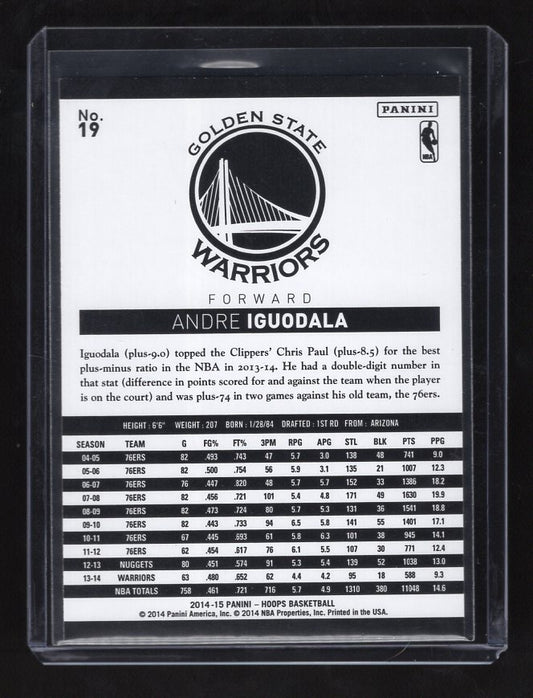 No.
19
PANINI
NBA
GOLDEN STATE
WARRIORS
FORWARD
ANDRE IGUODALA
Iguodala (plus-9.0) topped the Clippers' Chris Paul (plus-8.5) for the best
plus-minus ratio in the NBA in 2013-14. He had a double-digit number in
that stat (difference in points scored for and against the team when the player
is on the court) and was plus-74 in two games against his old team, the 76ers.
HEIGHT : 6'6" WEIGHT : 207 BORN : 1/28/84 DRAFTED : 1ST RD FROM : ARIZONA
SEASON TEAM G FG% FT% 3PM RPG APG STL BLK PTS PPG
04-05 76ERS 82 .493 .743 47 5.7 3.0 138 48 741 9.0
05-06 76ERS 82 .500 .754 56 5.9 3.1 135 21 1007 12.3
06-07 76ERS 76 .447 .820 48 5.7 5.7 152 33 1386 18.2
07-08 76ERS 82 .456 .721 101 5.4 4.8 171 49 1630 19.9
08-09 76ERS 82 .473 .724 80 5.7 5.3 131 36 1541 18.8
09-10 76ERS 82 .443 .733 94 6.5 5.8 141 55 1401 17.1
10-11 76ERS 67 .445 .693 61 5.8 6.3 101 38 945 14.1
11-12 76ERS 62 .454 .617 76 6.1 5.5 107 30 771 12.4
12-13 NUGGETS 80 .451 .574 91 5.3 5.4 139 52 1038 13.0
13-14 WARRIORS 63 .480 .652 62 4.4 4.2 95 18 588 9.3
NBA TOTALS 758 .461 .721 716 5.7 4.9 1310 380 11048 14.6
2014-15 PANINI – HOOPS BASKETBALL
© 2014 Panini America, Inc. © 2014 NBA Properties, Inc. Printed in the USA.